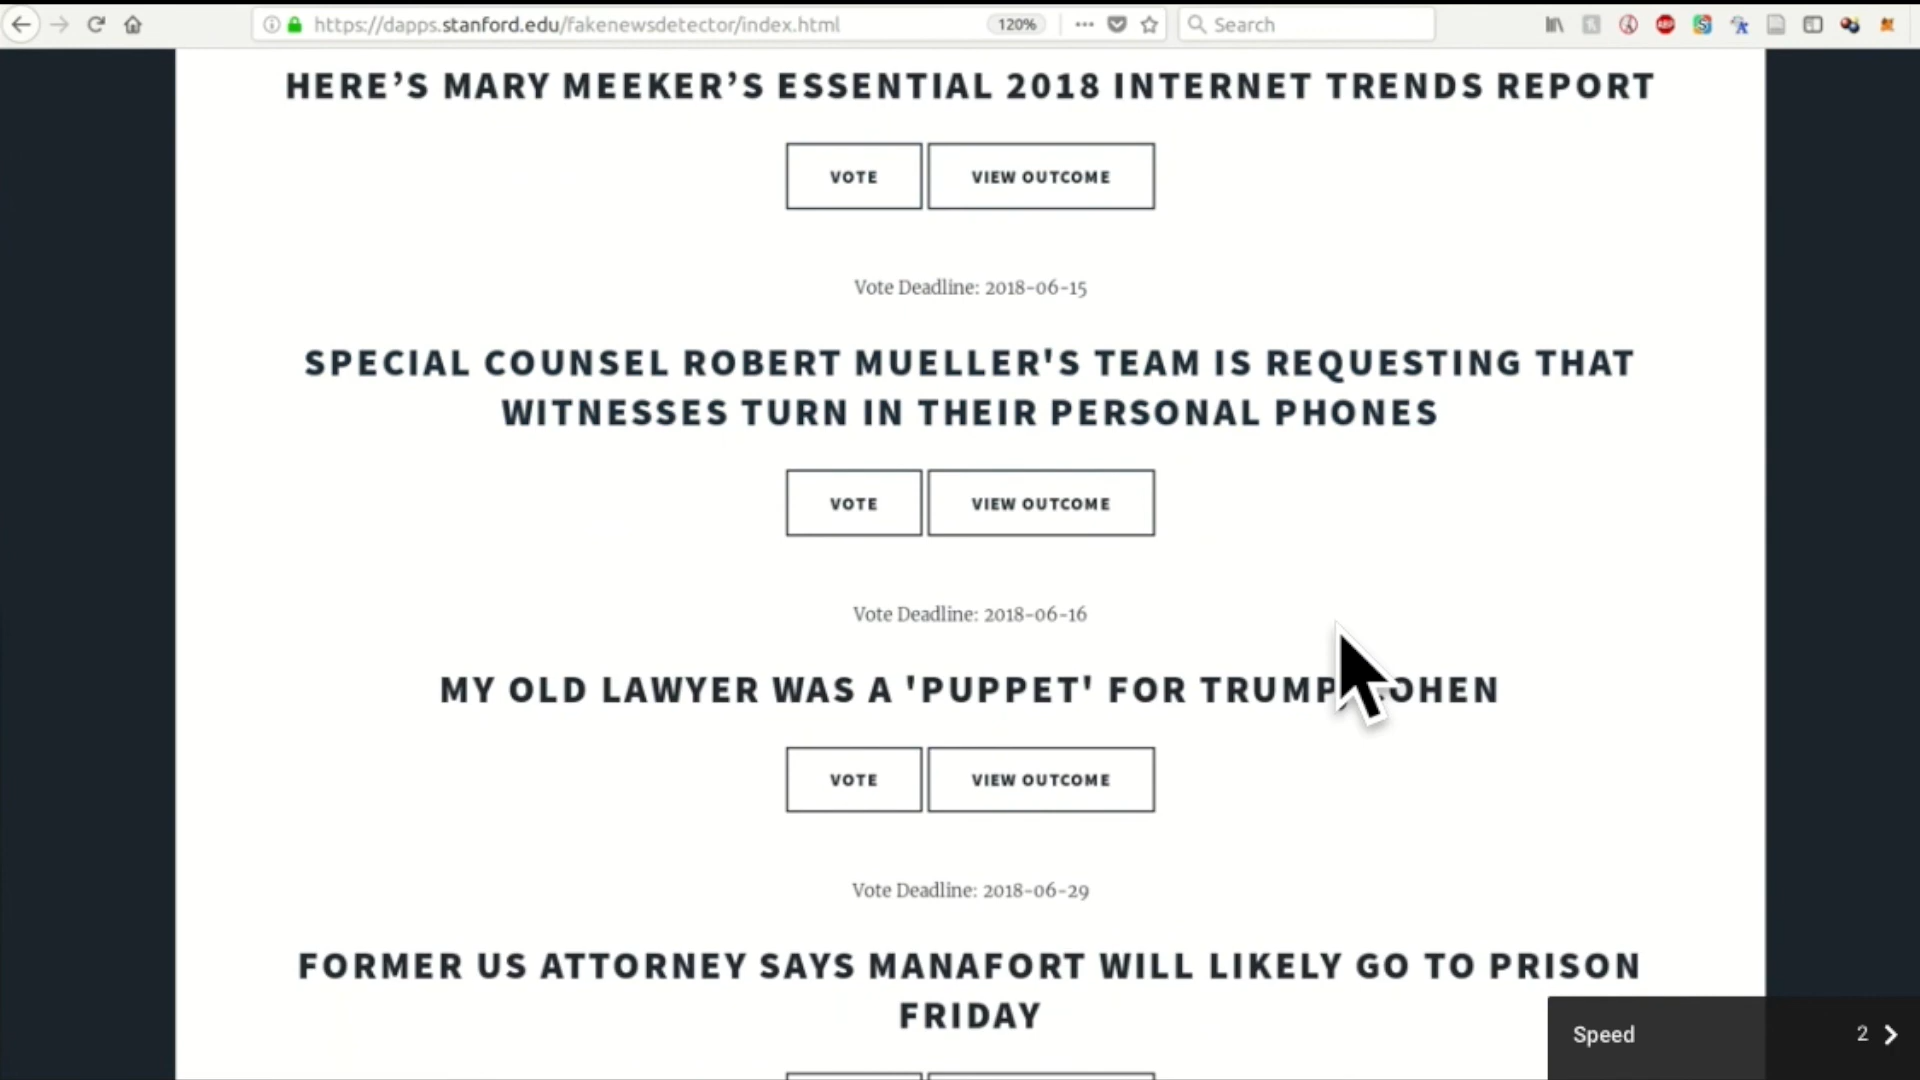 https://dapps.stanford.edu/fakenewsdetector/index.html
120%
Search
ABP
HERE’S MARY MEEKER’S ESSENTIAL 2018 INTERNET TRENDS REPORT
VOTE
VIEW OUTCOME
Vote Deadline: 2018-06-15
SPECIAL COUNSEL ROBERT MUELLER'S TEAM IS REQUESTING THAT
WITNESSES TURN IN THEIR PERSONAL PHONES
VOTE
VIEW OUTCOME
Vote Deadline: 2018-06-16
MY OLD LAWYER WAS A 'PUPPET' FOR TRUMP OHEN
VOTE
VIEW OUTCOME
Vote Deadline: 2018-06-29
FORMER US ATTORNEY SAYS MANAFORT WILL LIKELY GO TO PRISON
FRIDAY
Speed
2